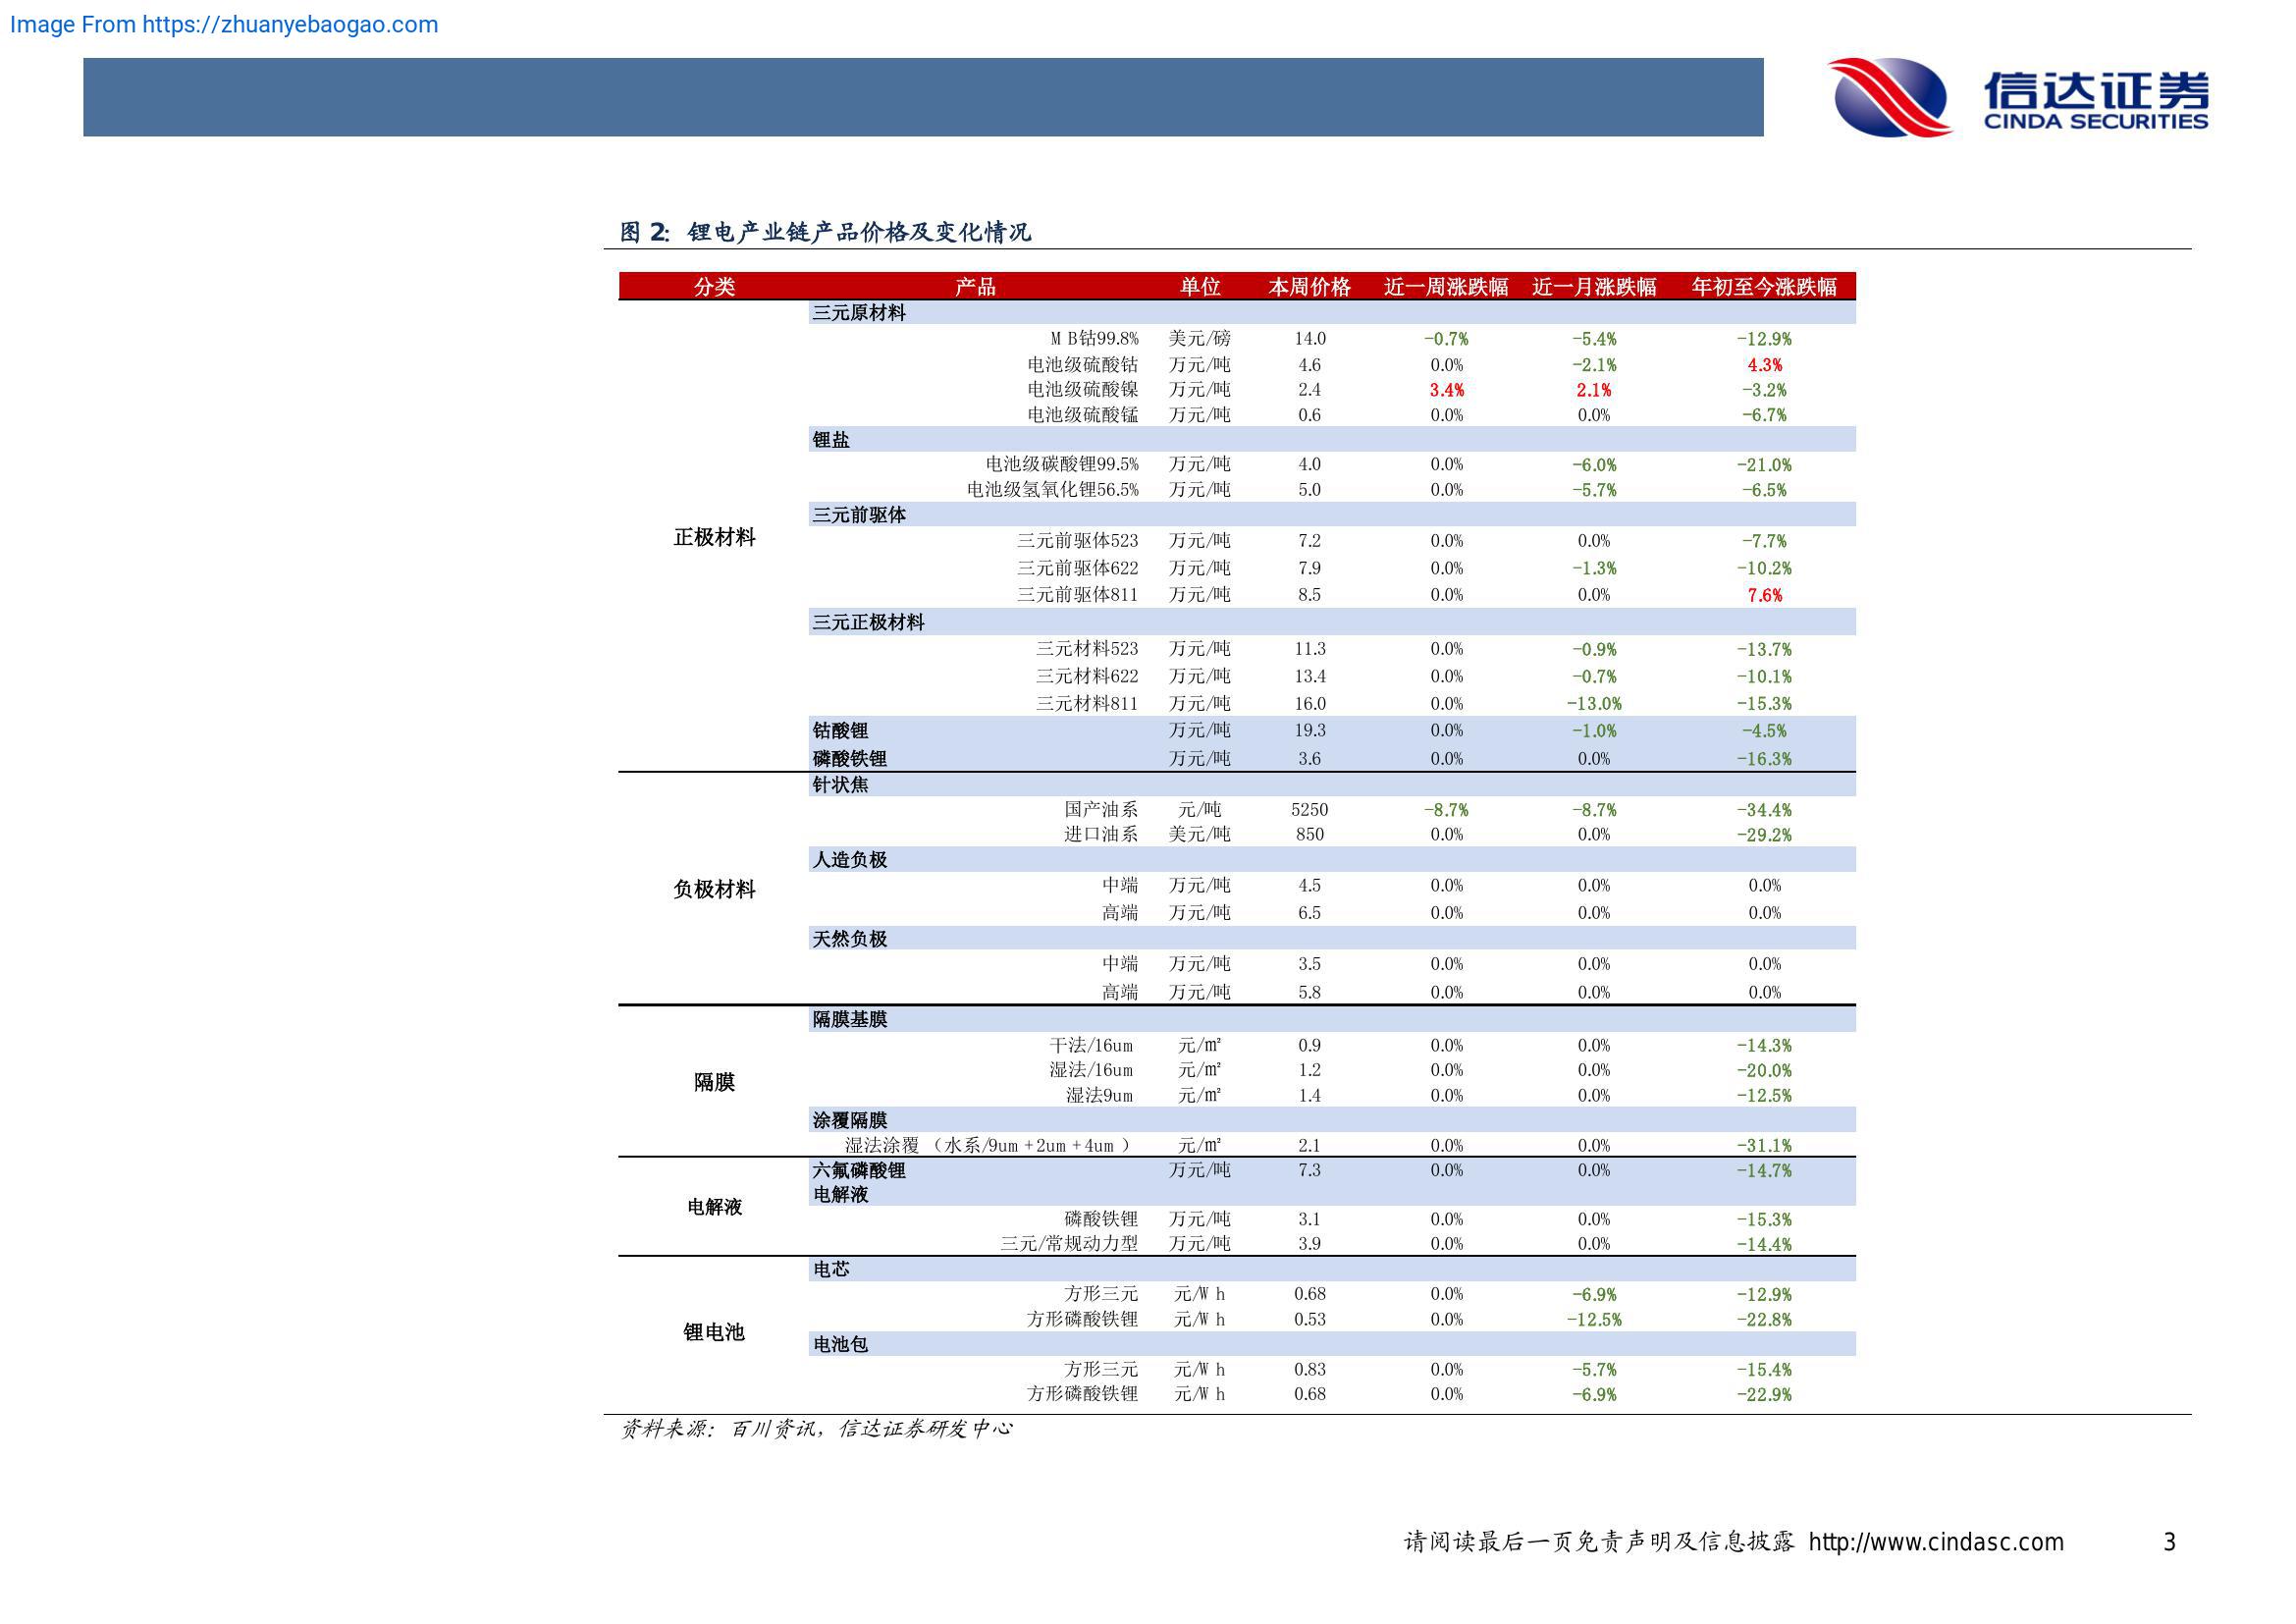 Image From https://zhuanyebaogao.com
信达证券
CINDA SECURITIES
图 2: 锂电产业链产品价格及变化情况
分类 产品 单位 本周价格 近一周涨跌幅 近一月涨跌幅 年初至今涨跌幅
正极材料
三元原材料
MB钴99.8% 美元/磅 14.0 -0.7% -5.4% -12.9%
电池级硫酸钴 万元/吨 4.6 0.0% -2.1% 4.3%
电池级硫酸镍 万元/吨 2.4 3.4% 2.1% -3.2%
电池级硫酸锰 万元/吨 0.6 0.0% 0.0% -6.7%
锂盐
电池级碳酸锂99.5% 万元/吨 4.0 0.0% -6.0% -21.0%
电池级氢氧化锂56.5% 万元/吨 5.0 0.0% -5.7% -6.5%
三元前驱体
三元前驱体523 万元/吨 7.2 0.0% 0.0% -7.7%
三元前驱体622 万元/吨 7.9 0.0% -1.3% -10.2%
三元前驱体811 万元/吨 8.5 0.0% 0.0% 7.6%
三元正极材料
三元材料523 万元/吨 11.3 0.0% -0.9% -13.7%
三元材料622 万元/吨 13.4 0.0% -0.7% -10.1%
三元材料811 万元/吨 16.0 0.0% -13.0% -15.3%
钴酸锂 万元/吨 19.3 0.0% -1.0% -4.5%
磷酸铁锂 万元/吨 3.6 0.0% 0.0% -16.3%
负极材料
针状焦
国产油系 元/吨 5250 -8.7% -8.7% -34.4%
进口油系 美元/吨 850 0.0% 0.0% -29.2%
人造负极
中端 万元/吨 4.5 0.0% 0.0% 0.0%
高端 万元/吨 6.5 0.0% 0.0% 0.0%
天然负极
中端 万元/吨 3.5 0.0% 0.0% 0.0%
高端 万元/吨 5.8 0.0% 0.0% 0.0%
隔膜
隔膜基膜
干法/16um 元/㎡ 0.9 0.0% 0.0% -14.3%
湿法/16um 元/㎡ 1.2 0.0% 0.0% -20.0%
湿法9um 元/㎡ 1.4 0.0% 0.0% -12.5%
涂覆隔膜
湿法涂覆（水系/9um+2um+4um） 元/㎡ 2.1 0.0% 0.0% -31.1%
电解液
六氟磷酸锂 万元/吨 7.3 0.0% 0.0% -14.7%
电解液
磷酸铁锂 万元/吨 3.1 0.0% 0.0% -15.3%
三元/常规动力型 万元/吨 3.9 0.0% 0.0% -14.4%
锂电池
电芯
方形三元 元/Wh 0.68 0.0% -6.9% -12.9%
方形磷酸铁锂 元/Wh 0.53 0.0% -12.5% -22.8%
电池包
方形三元 元/Wh 0.83 0.0% -5.7% -15.4%
方形磷酸铁锂 元/Wh 0.68 0.0% -6.9% -22.9%
资料来源：百川资讯，信达证券研发中心
请阅读最后一页免责声明及信息披露 http://www.cindasc.com 3